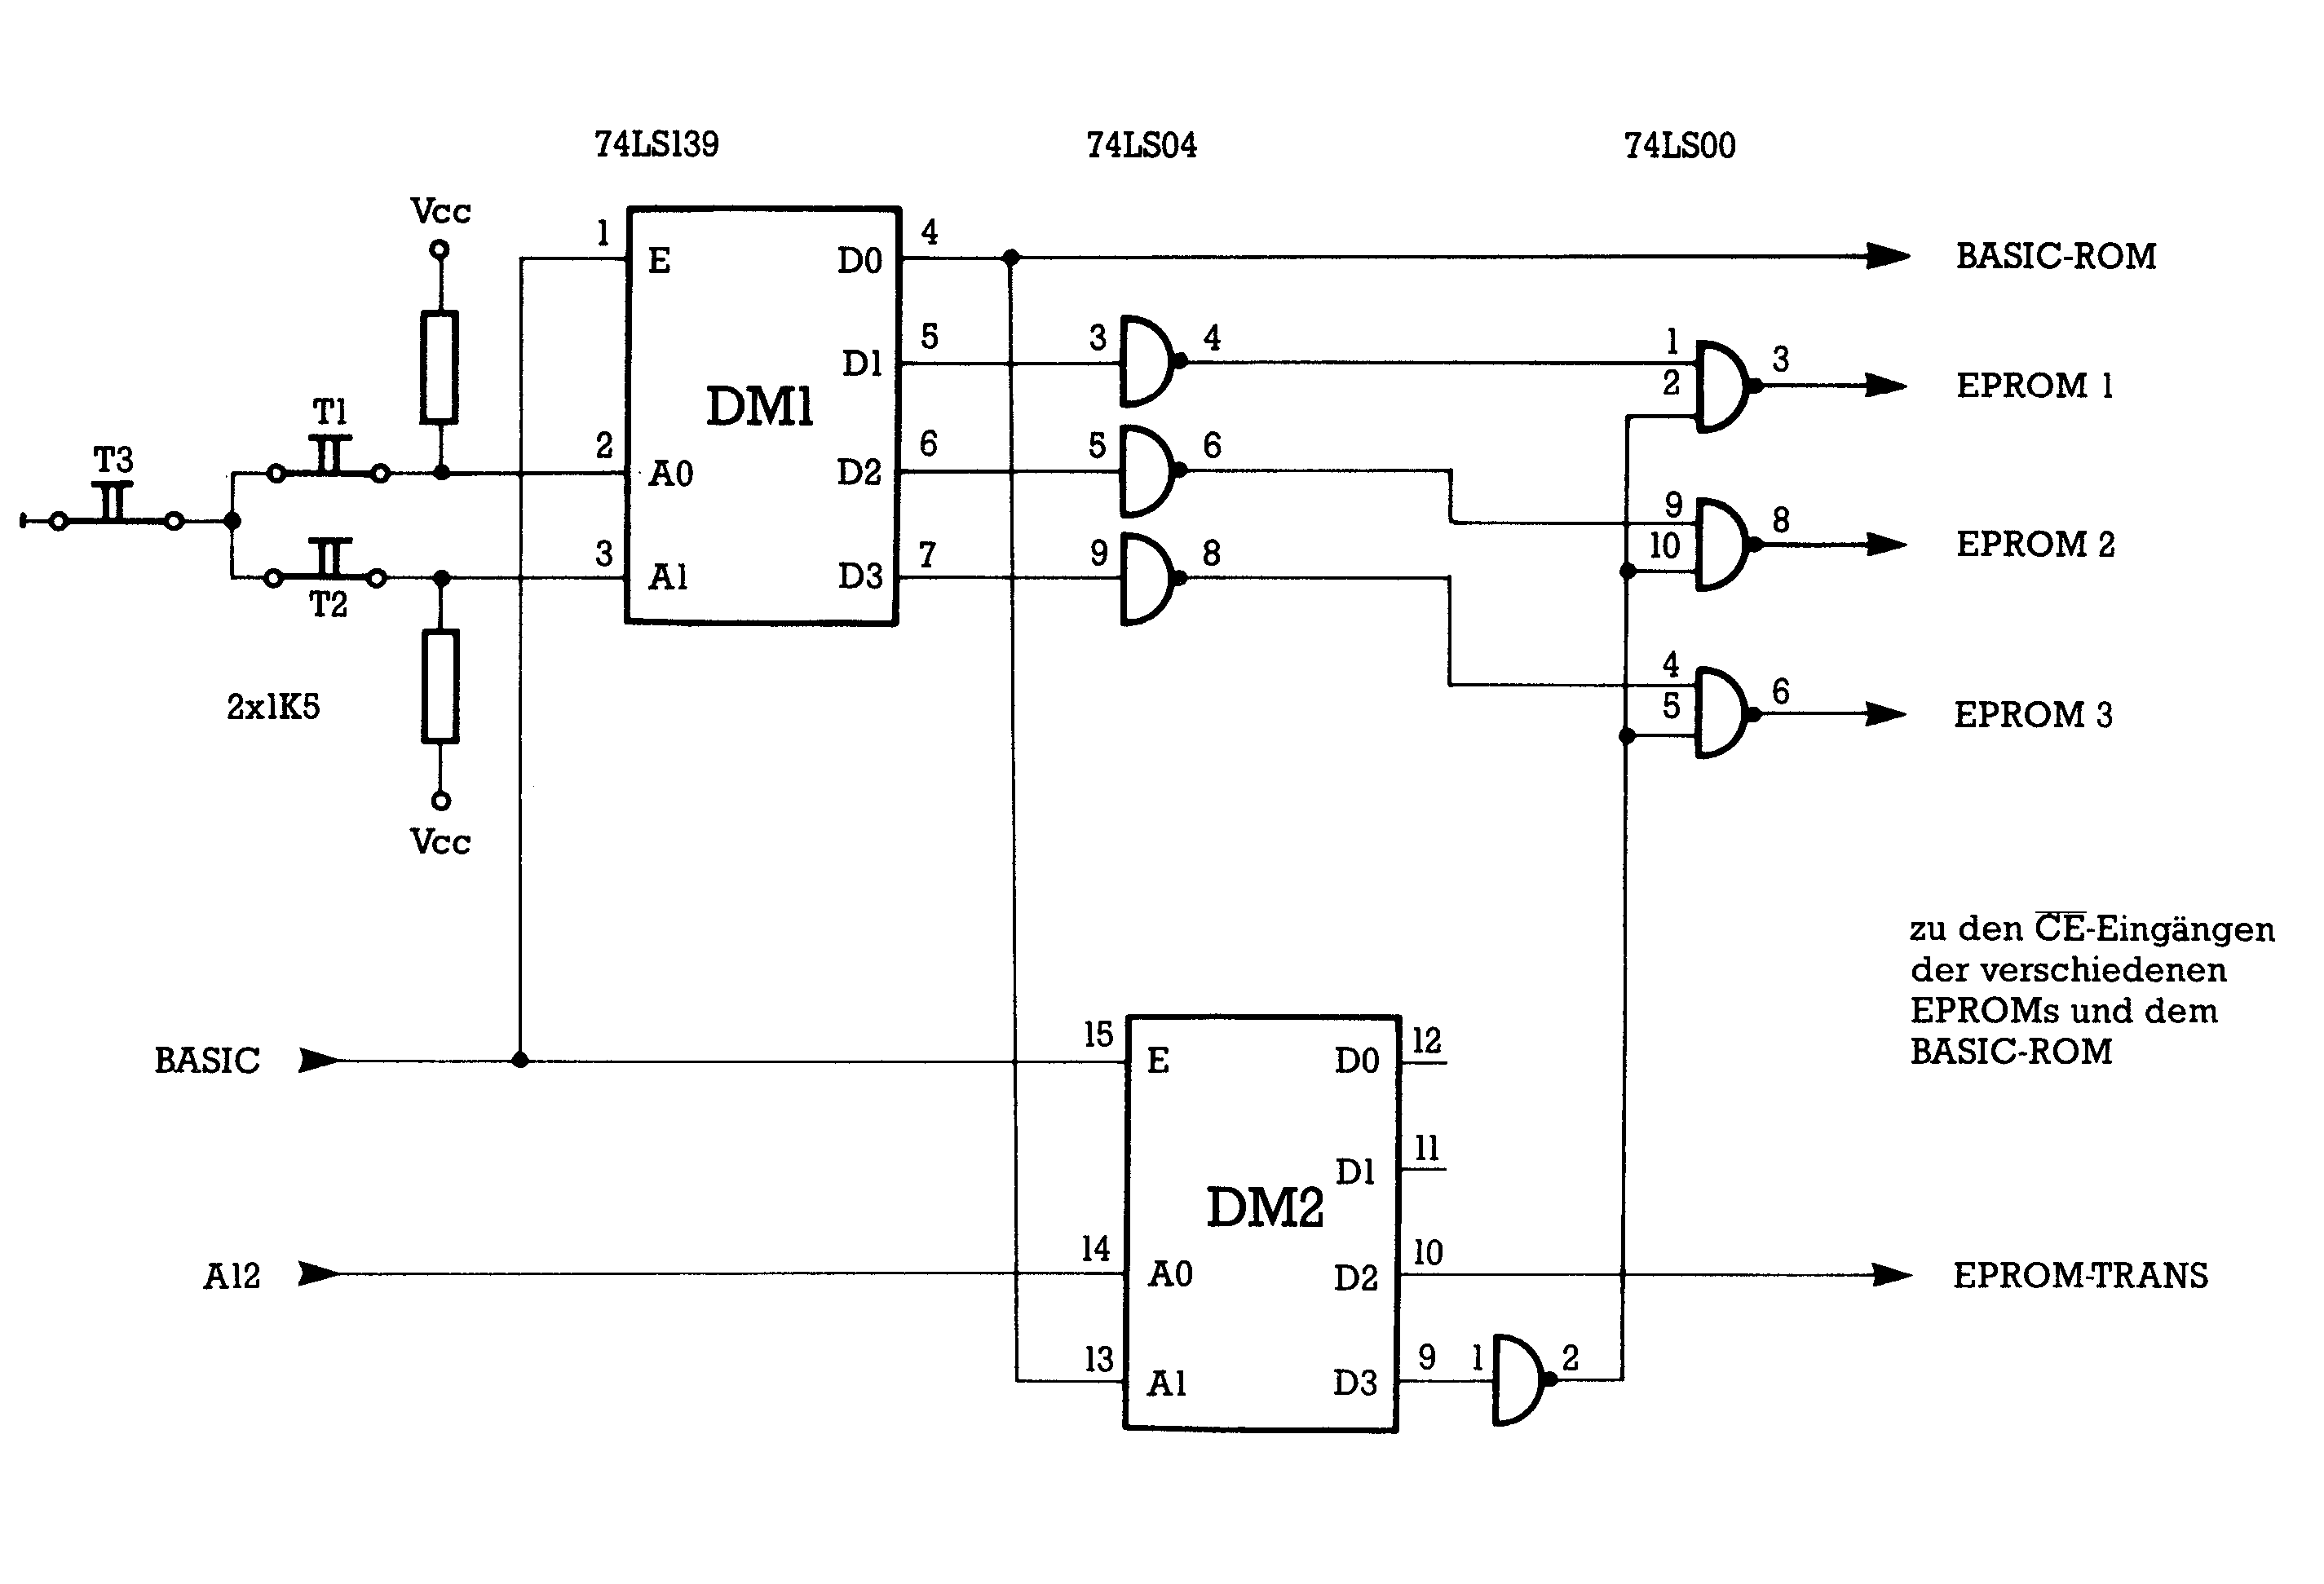 74LS139
74LS04
74LS00
Vcc
1
E
D0
4
BASIC-ROM
D1
5
3
4
1
2
3
EPROM 1
DM1
T1
T3
2
A0
D2
6
5
6
9
10
8
EPROM 2
T2
3
A1
D3
7
9
8
4
5
6
EPROM 3
2x1K5
Vcc
zu den CE-Eingängen
der verschiedenen
EPROMs und dem
BASIC-ROM
BASIC
15
E
D0
12
D1
11
DM2
A12
14
A0
D2
10
EPROM-TRANS
13
A1
D3
9
1
2